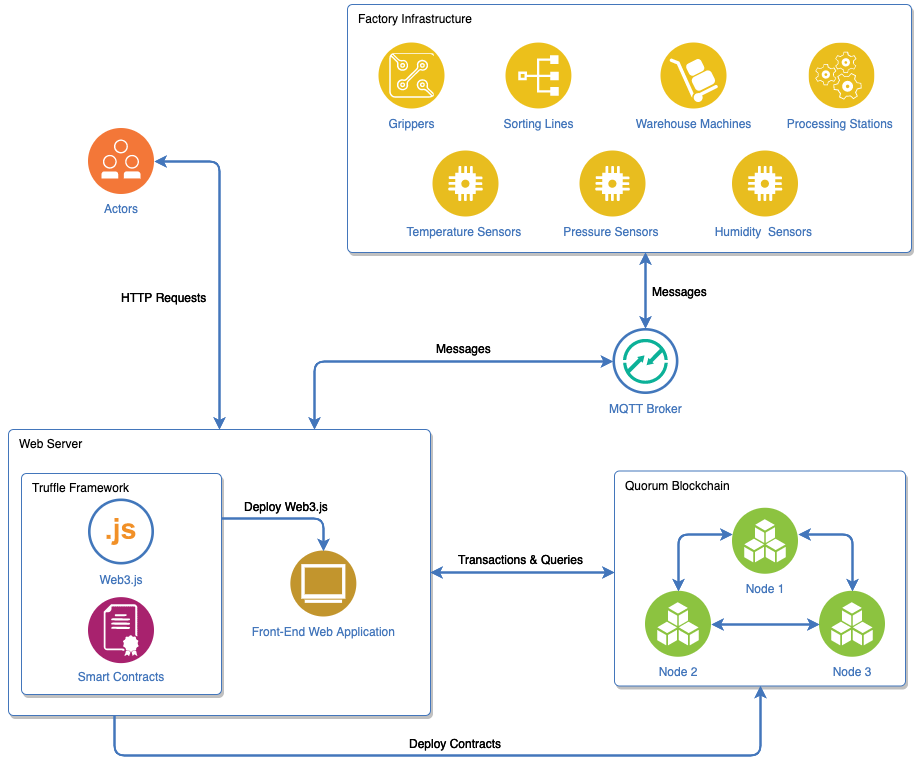 Factory Infrastructure
Grippers
Sorting Lines
Warehouse Machines
Processing Stations
Temperature Sensors
Pressure Sensors
Humidity Sensors
Actors
HTTP Requests
Messages
Messages
MQTT Broker
Web Server
Truffle Framework
.js
Web3.js
Smart Contracts
Deploy Web3.js
Front-End Web Application
Transactions & Queries
Quorum Blockchain
Node 1
Node 2
Node 3
Deploy Contracts